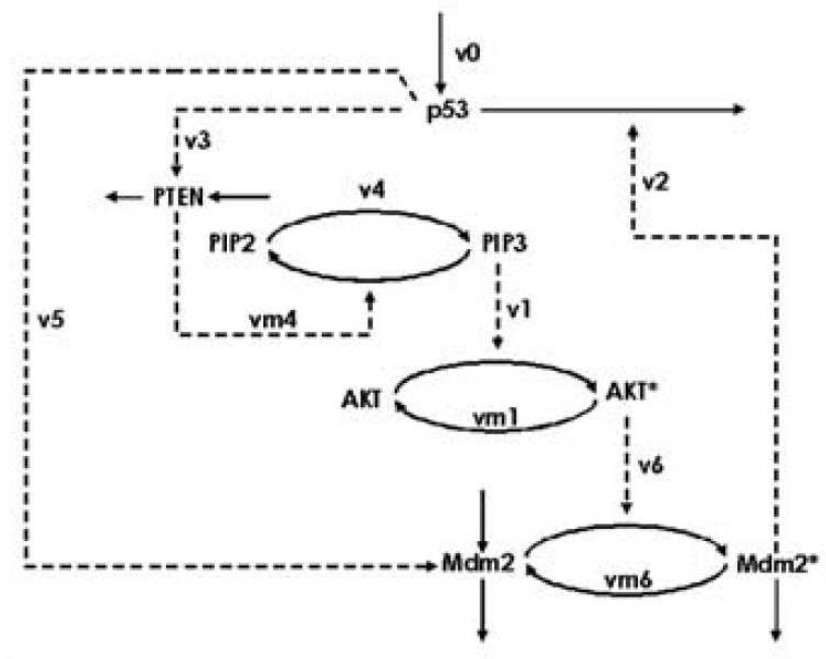 v0
p53
v3
v2
PTEN
v4
PIP2
PIP3
v5
vm4
v1
AKT
AKT*
vm1
v6
Mdm2
Mdm2*
vm6